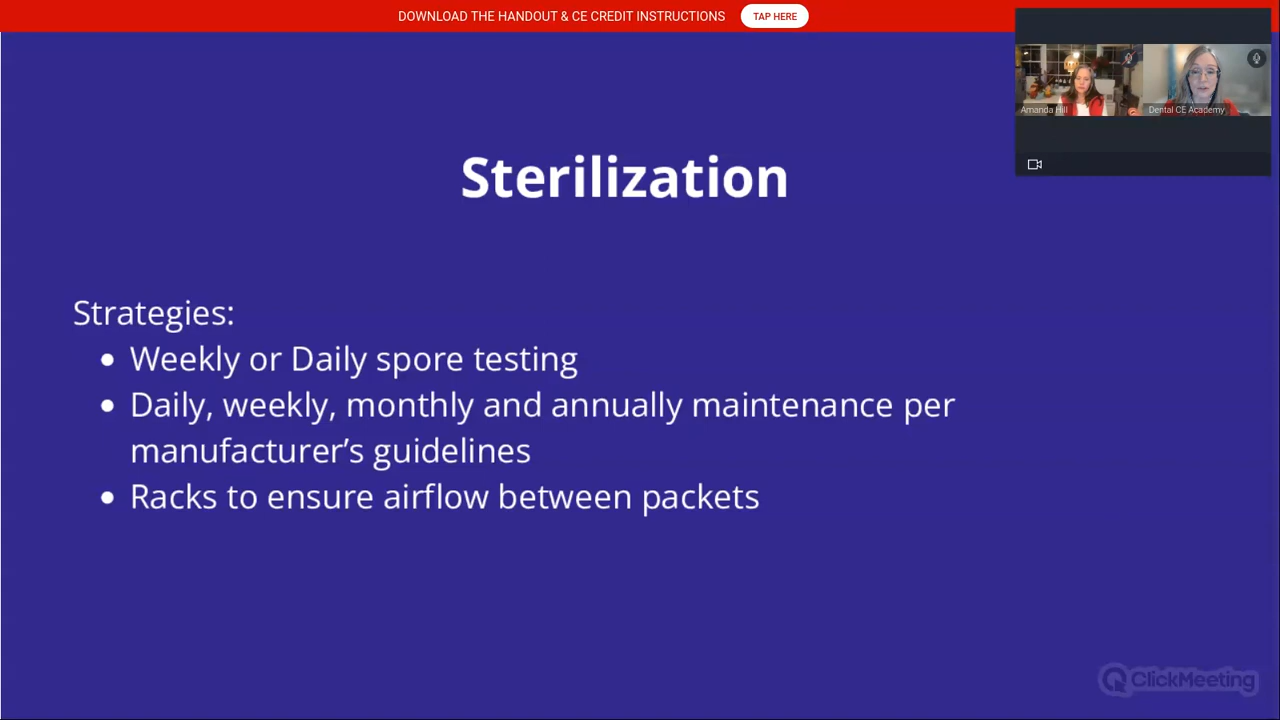 DOWNLOAD THE HANDOUT & CE CREDIT INSTRUCTIONS TAP HERE
Amanda Hill
Dental CE Academy
Sterilization
Strategies:
• Weekly or Daily spore testing
• Daily, weekly, monthly and annually maintenance per
manufacturer’s guidelines
• Racks to ensure airflow between packets
ClickMeeting